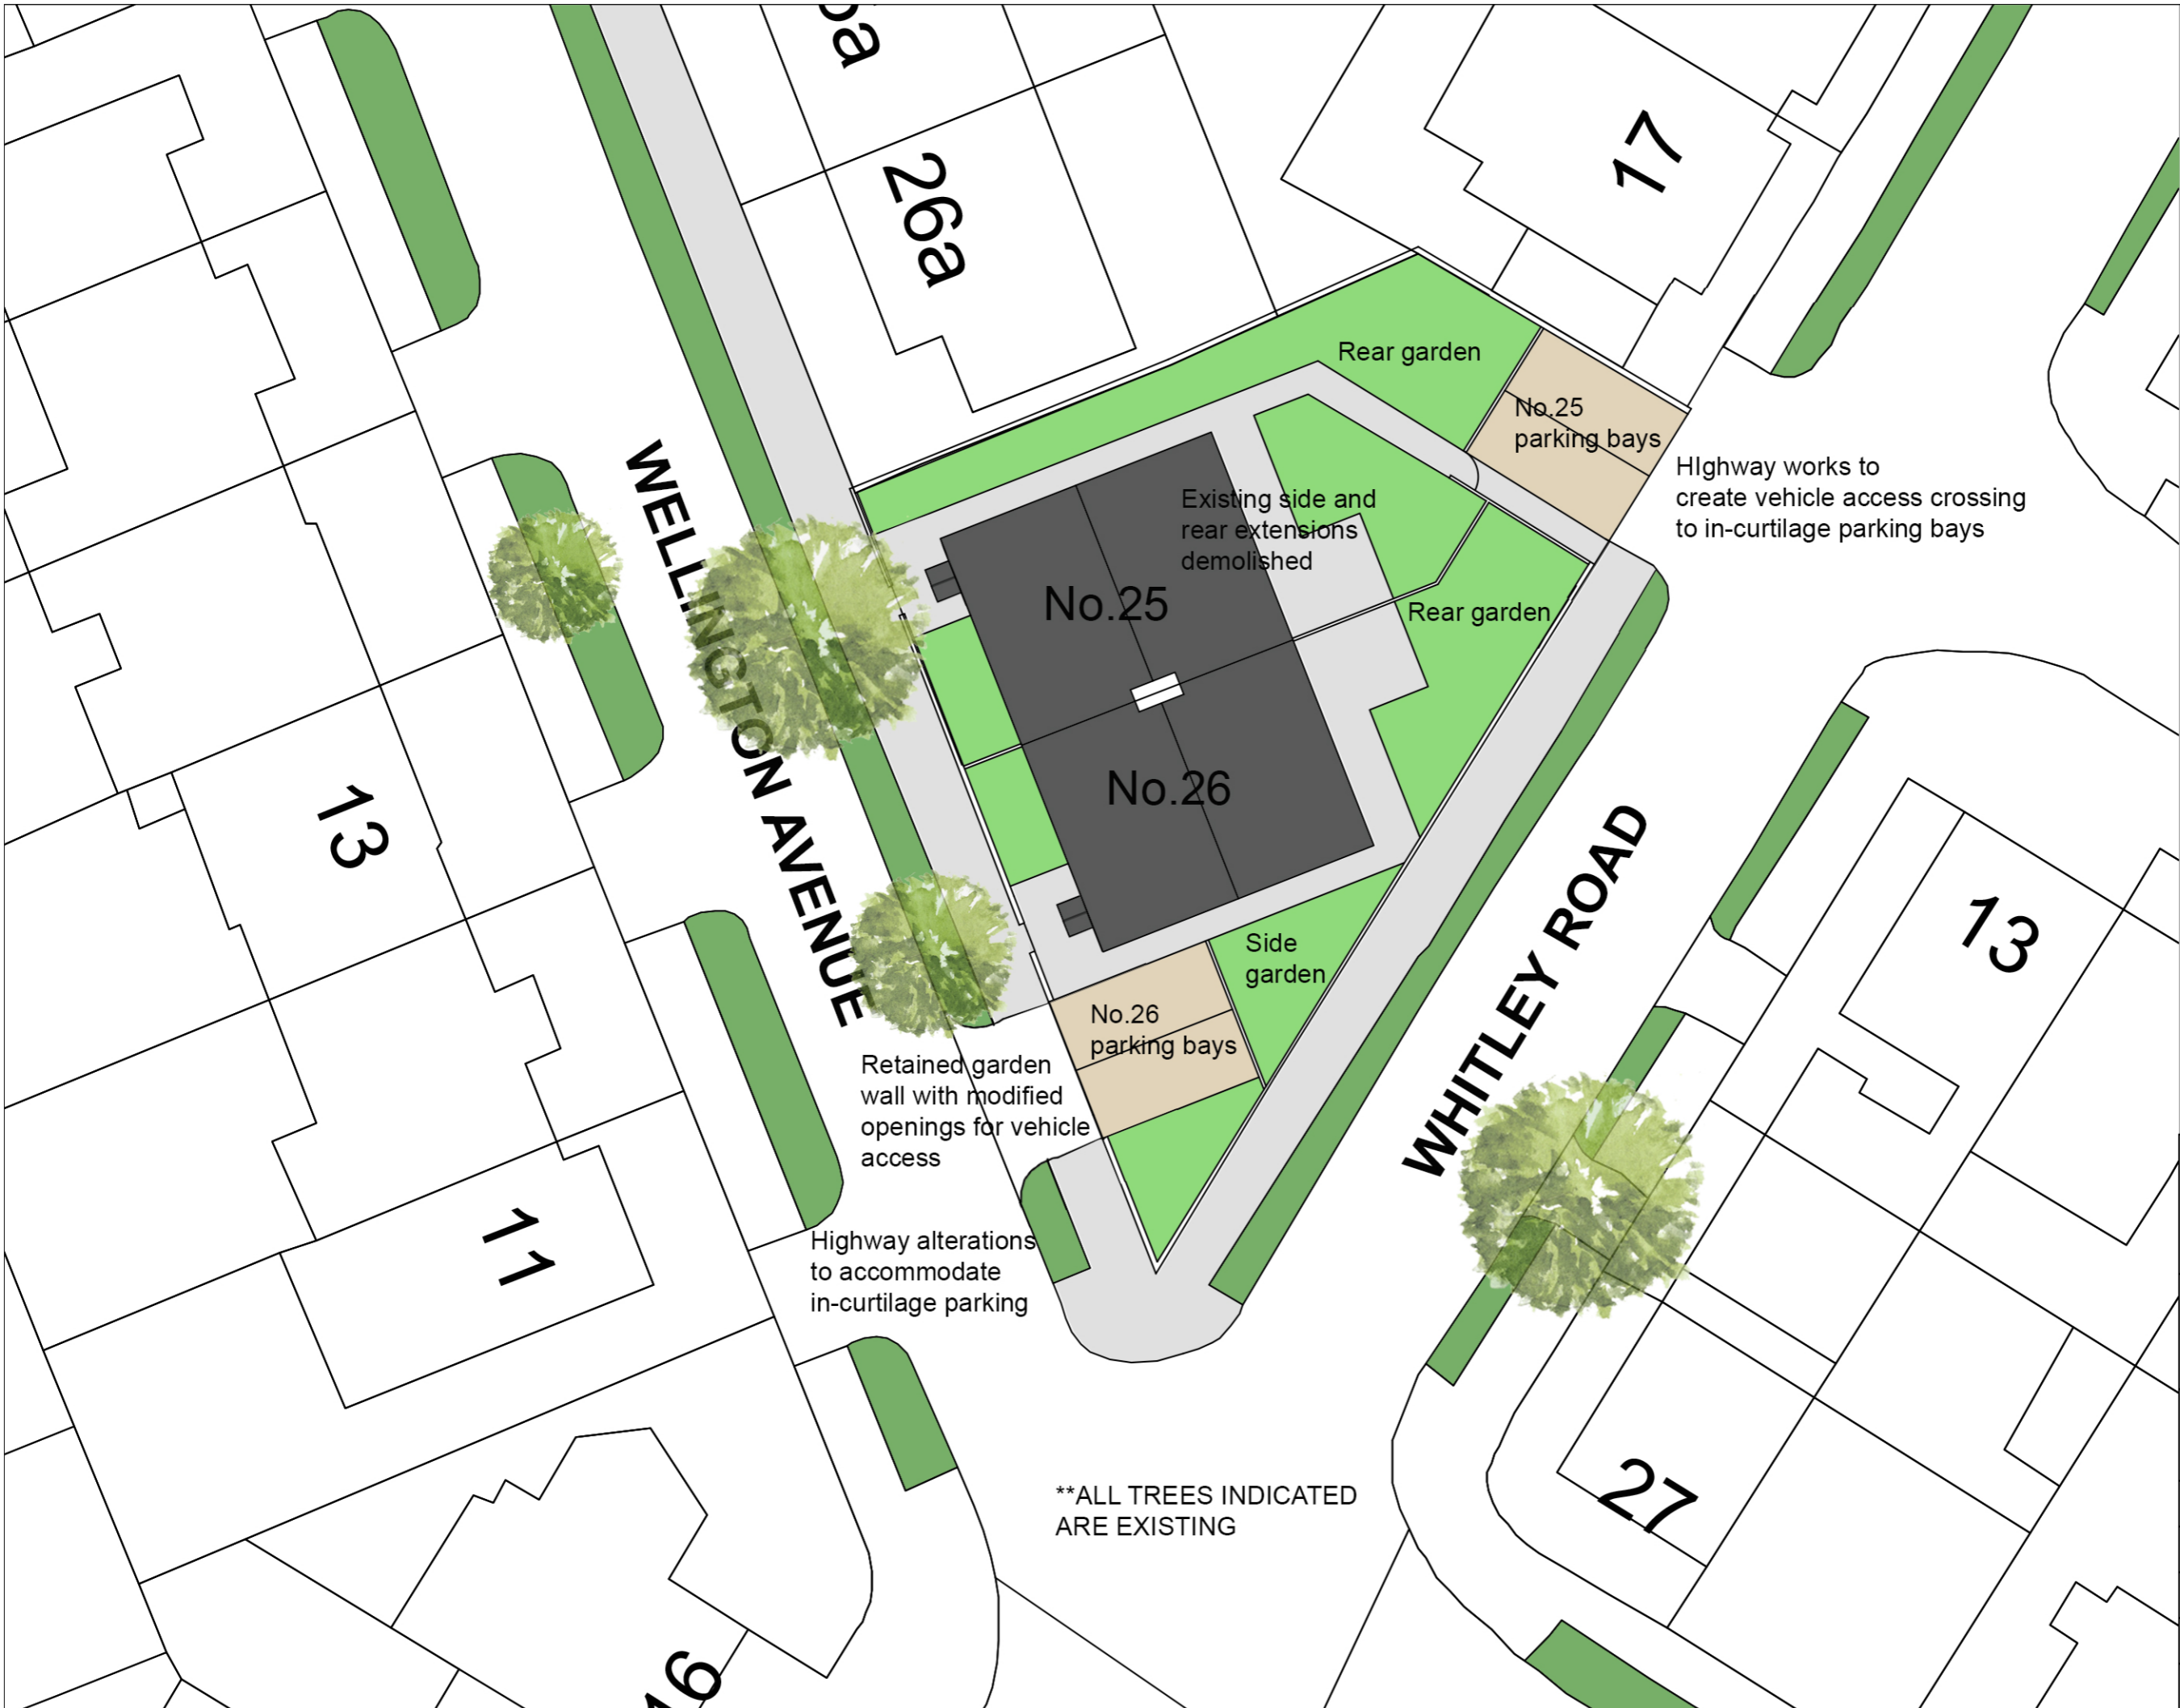 26a
17
Rear garden
No.25
parking bays
HIghway works to
create vehicle access crossing
to in-curtilage parking bays
WELLINGTON AVENUE
Existing side and
rear extensions
demolished
No.25
Rear garden
No.26
13
WHITLEY ROAD
13
Side
garden
No.26
parking bays
Retained garden
wall with modified
openings for vehicle
access
11
Highway alterations
to accommodate
in-curtilage parking
**ALL TREES INDICATED
ARE EXISTING
27
16